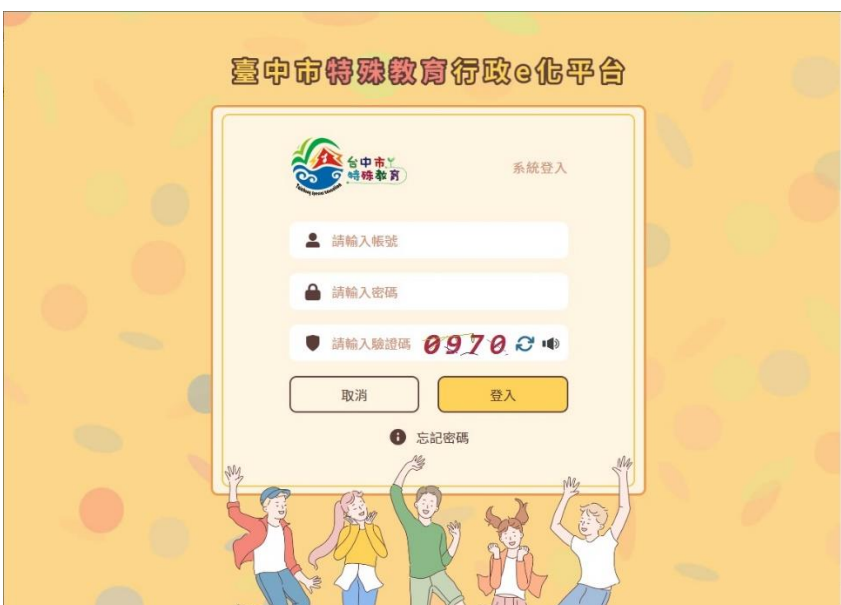 臺中市特殊教育行政e化平台
台中市
特殊教育
系統登入
請輸入帳號
請輸入密碼
請輸入驗證碼 0970
取消
登入
忘記密碼